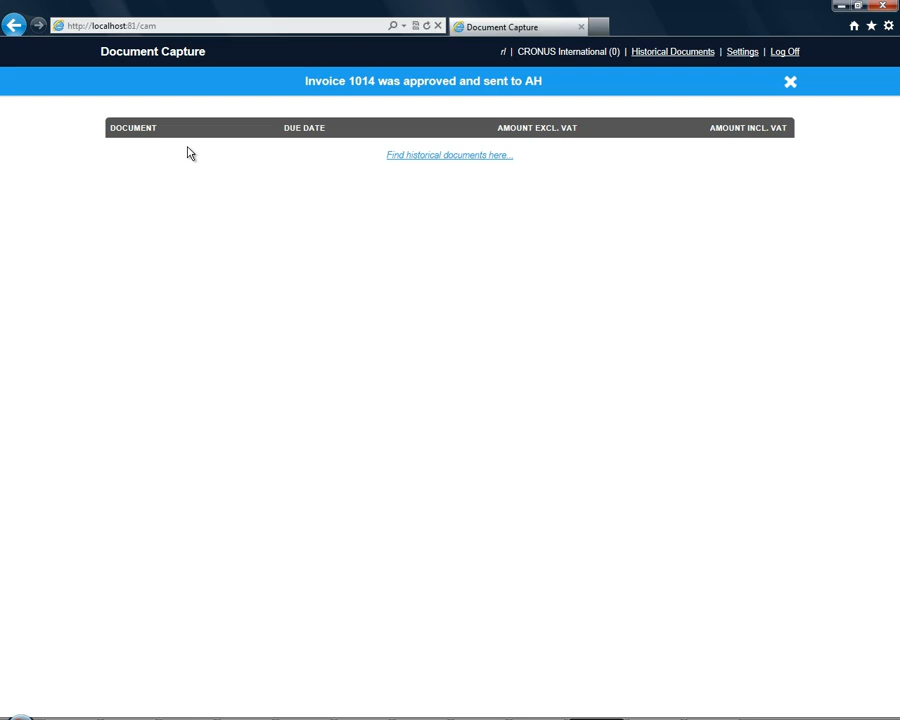 http://localhost:81/cam
Document Capture
Document Capture
rl | CRONUS International (0) | Historical Documents | Settings | Log Off
Invoice 1014 was approved and sent to AH
DOCUMENT DUE DATE AMOUNT EXCL. VAT AMOUNT INCL. VAT
Find historical documents here...